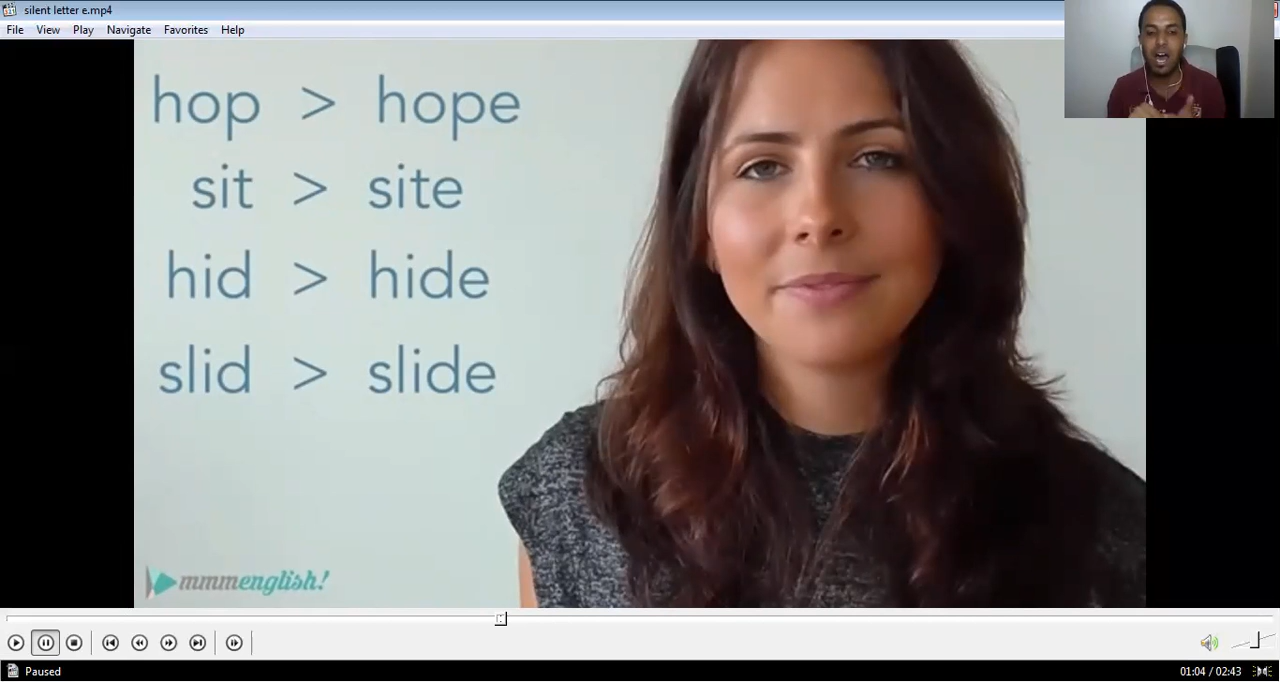 silent letter e.mp4
File View Play Navigate Favorites Help
hop > hope
sit > site
hid > hide
slid > slide
mmmenglish!
Paused
01:04 / 02:43